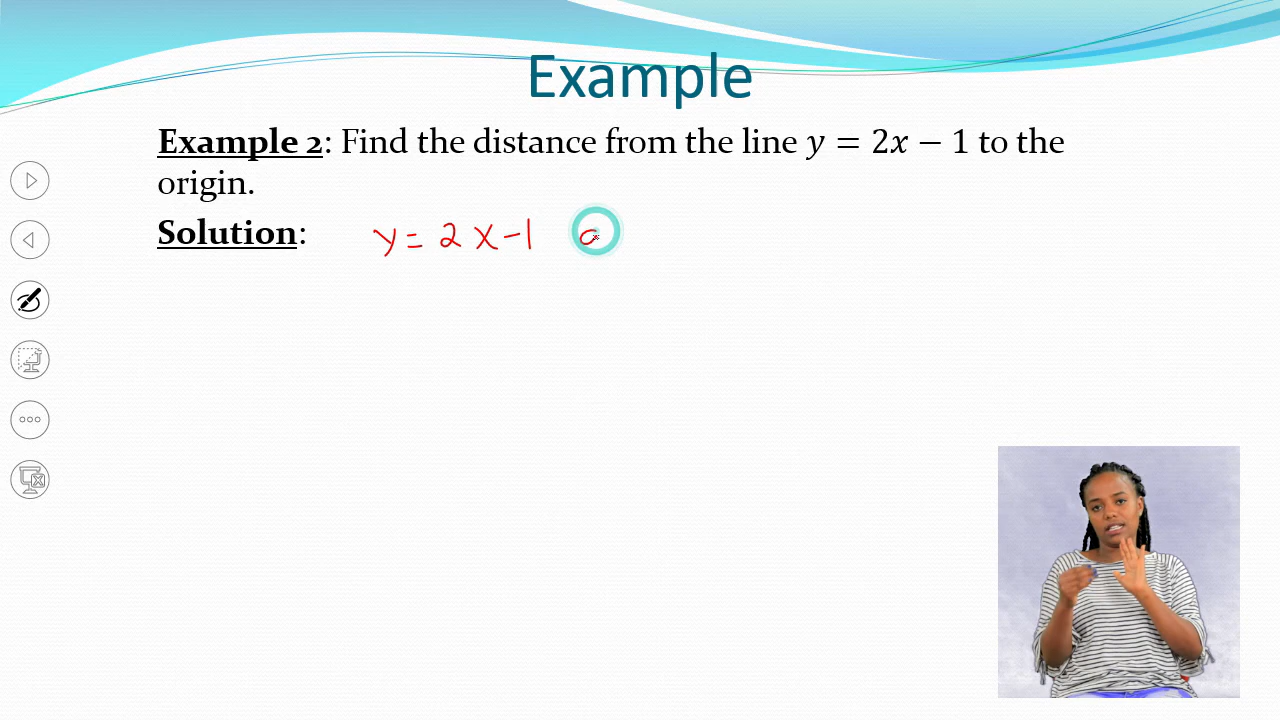 Example
Example 2: Find the distance from the line y = 2x − 1 to the
origin.
Solution: y = 2x-1